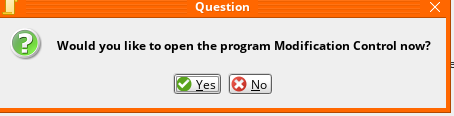 Question
Would you like to open the program Modification Control now?
Yes No